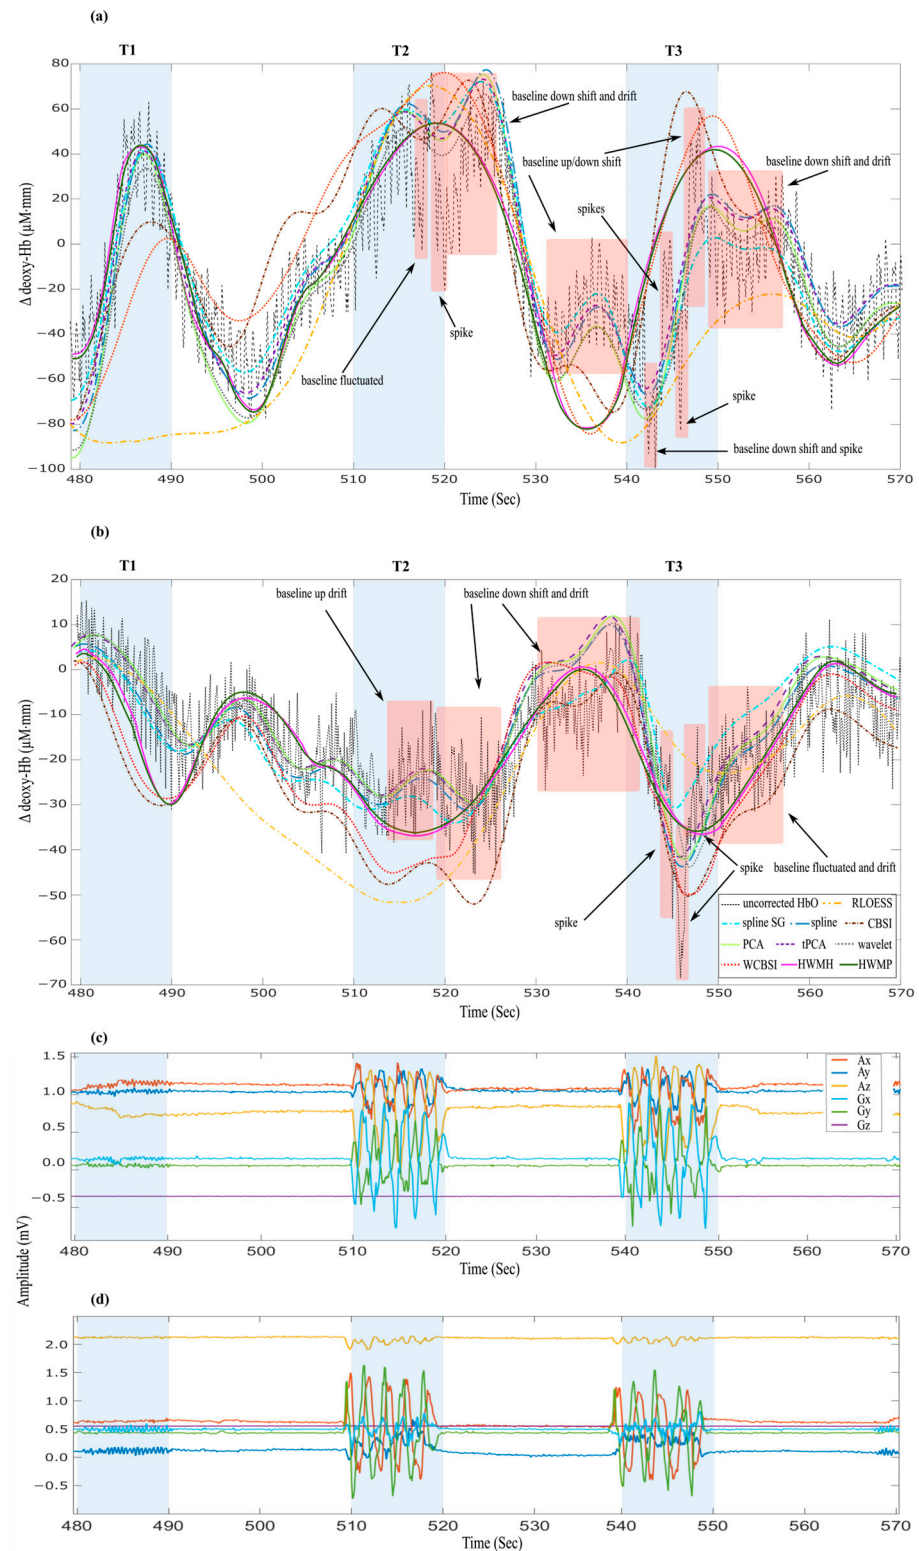 (a)
T1 T2 T3
80
60
40
20
0
−20
−40
−60
−80
−100
Δ deoxy-Hb (μM·mm)
baseline down shift and drift
baseline up/down shift
baseline down shift and drift
spikes
spike
baseline fluctuated
spike
baseline down shift and spike
480 490 500 510 520 530 540 550 560 570
Time (Sec)
(b)
T1 T2 T3
20
10
0
−10
−20
−30
−40
−50
−60
−70
Δ deoxy-Hb (μM·mm)
baseline up drift
baseline down shift and drift
spike
baseline fluctuated and drift
spike
uncorrected HbO RLOESS
spline SG spline CBSI
PCA tPCA wavelet
WCBSI HWMH HWMP
480 490 500 510 520 530 540 550 560 570
Time (Sec)
(c)
1.5
1.0
0.5
0.0
−0.5
Ax
Ay
Az
Gx
Gy
Gz
480 490 500 510 520 530 540 550 560 570
Time (Sec)
Amplitude (mV)
(d)
2.0
1.5
1.0
0.5
0.0
−0.5
480 490 500 510 520 530 540 550 560 570
Time (Sec)